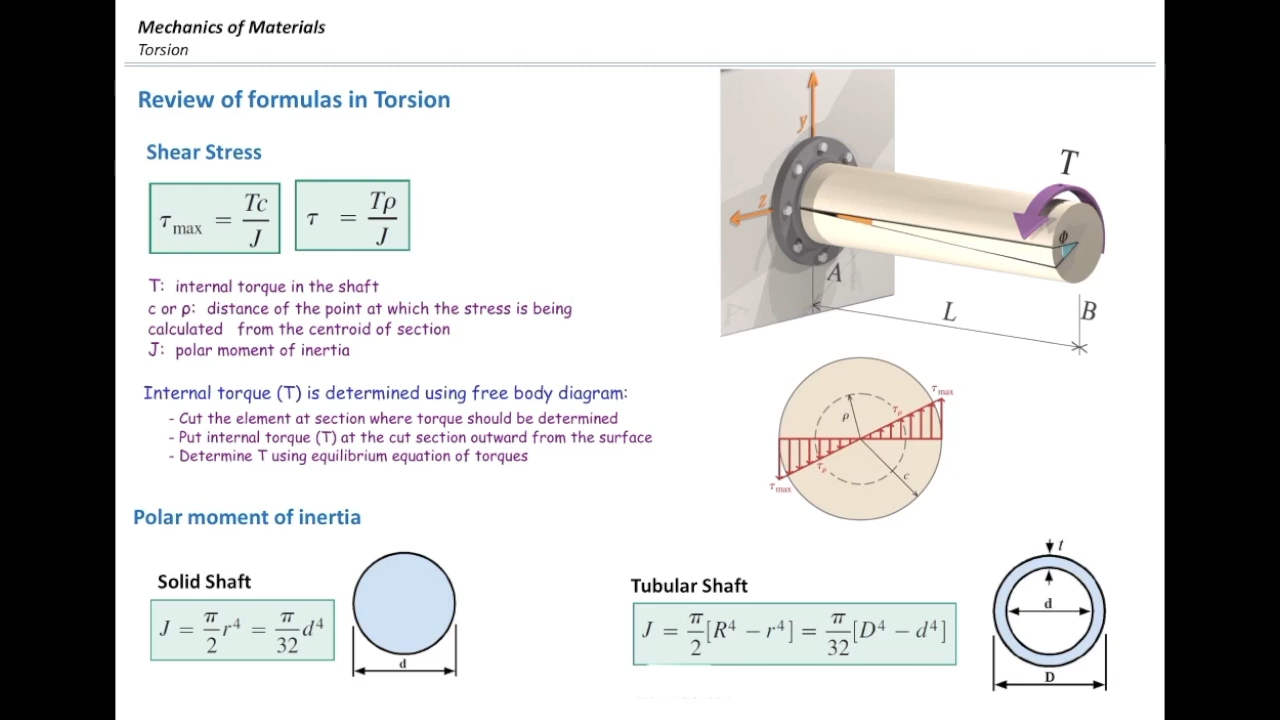 Mechanics of Materials
Torsion
Review of formulas in Torsion
Shear Stress
τmax = Tc/J
τ = Tρ/J
T: internal torque in the shaft
c or ρ: distance of the point at which the stress is being
calculated from the centroid of section
J: polar moment of inertia
Internal torque (T) is determined using free body diagram:
- Cut the element at section where torque should be determined
- Put internal torque (T) at the cut section outward from the surface
- Determine T using equilibrium equation of torques
y
z
T
ϕ
A
L
B
τmax
ρ
τρ
τρ
c
τmax
Polar moment of inertia
Solid Shaft
J = π/2 r⁴ = π/32 d⁴
d
Tubular Shaft
J = π/2 [R⁴ − r⁴] = π/32 [D⁴ − d⁴]
t
d
D